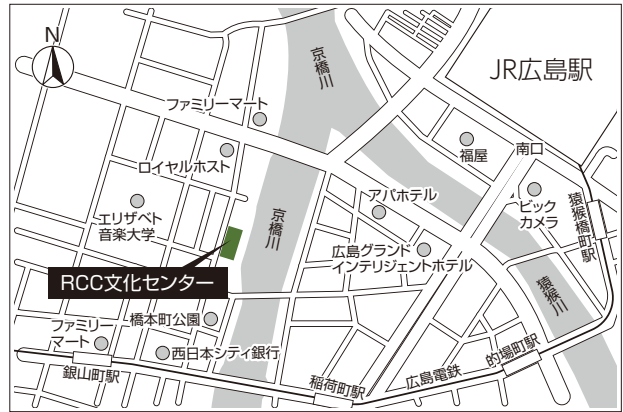 N
京橋川
JR広島駅
ファミリーマート
福屋
南口
ロイヤルホスト
アパホテル
ビック
カメラ
猿猴橋町駅
エリザベト
音楽大学
京橋川
広島グランド
インテリジェントホテル
RCC文化センター
猿猴川
橋本町公園
ファミリー
マート
西日本シティ銀行
銀山町駅
稲荷町駅
広島電鉄
的場町駅